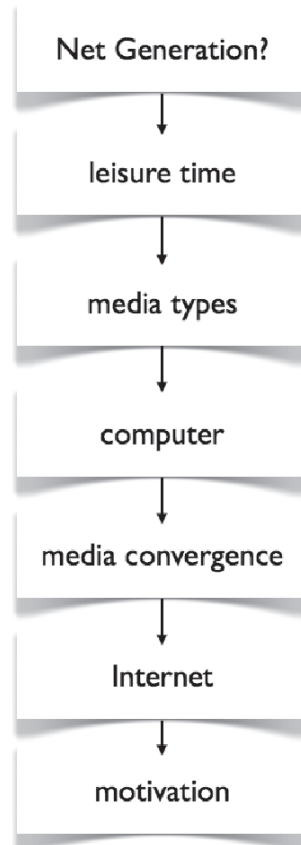 Net Generation?
leisure time
media types
computer
media convergence
Internet
motivation